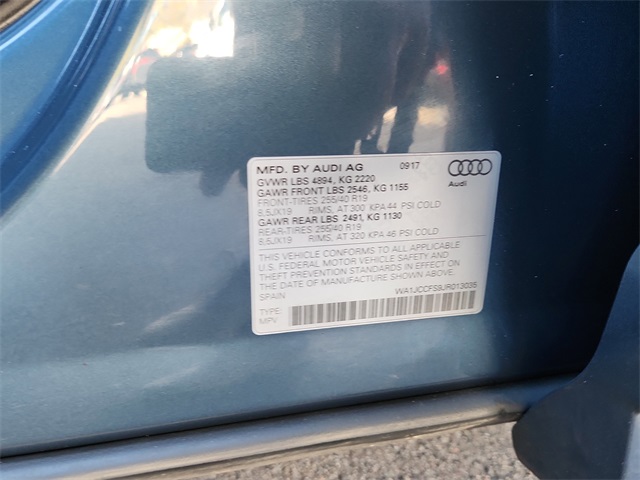 MFD. BY AUDI AG 0917
GVWR LBS 4894, KG 2220
GAWR FRONT LBS 2546, KG 1155
FRONT-TIRES 255/40 R19
8.5JX19 RIMS, AT 300 KPA 44 PSI COLD
GAWR REAR LBS 2491, KG 1130
REAR-TIRES 255/40 R19
8.5JX19 RIMS, AT 320 KPA 46 PSI COLD
Audi
THIS VEHICLE CONFORMS TO ALL APPLICABLE
U.S. FEDERAL MOTOR VEHICLE SAFETY AND
THEFT PREVENTION STANDARDS IN EFFECT ON
THE DATE OF MANUFACTURE SHOWN ABOVE.
WA1JCCFS9JR013035
TYPE:
MPV